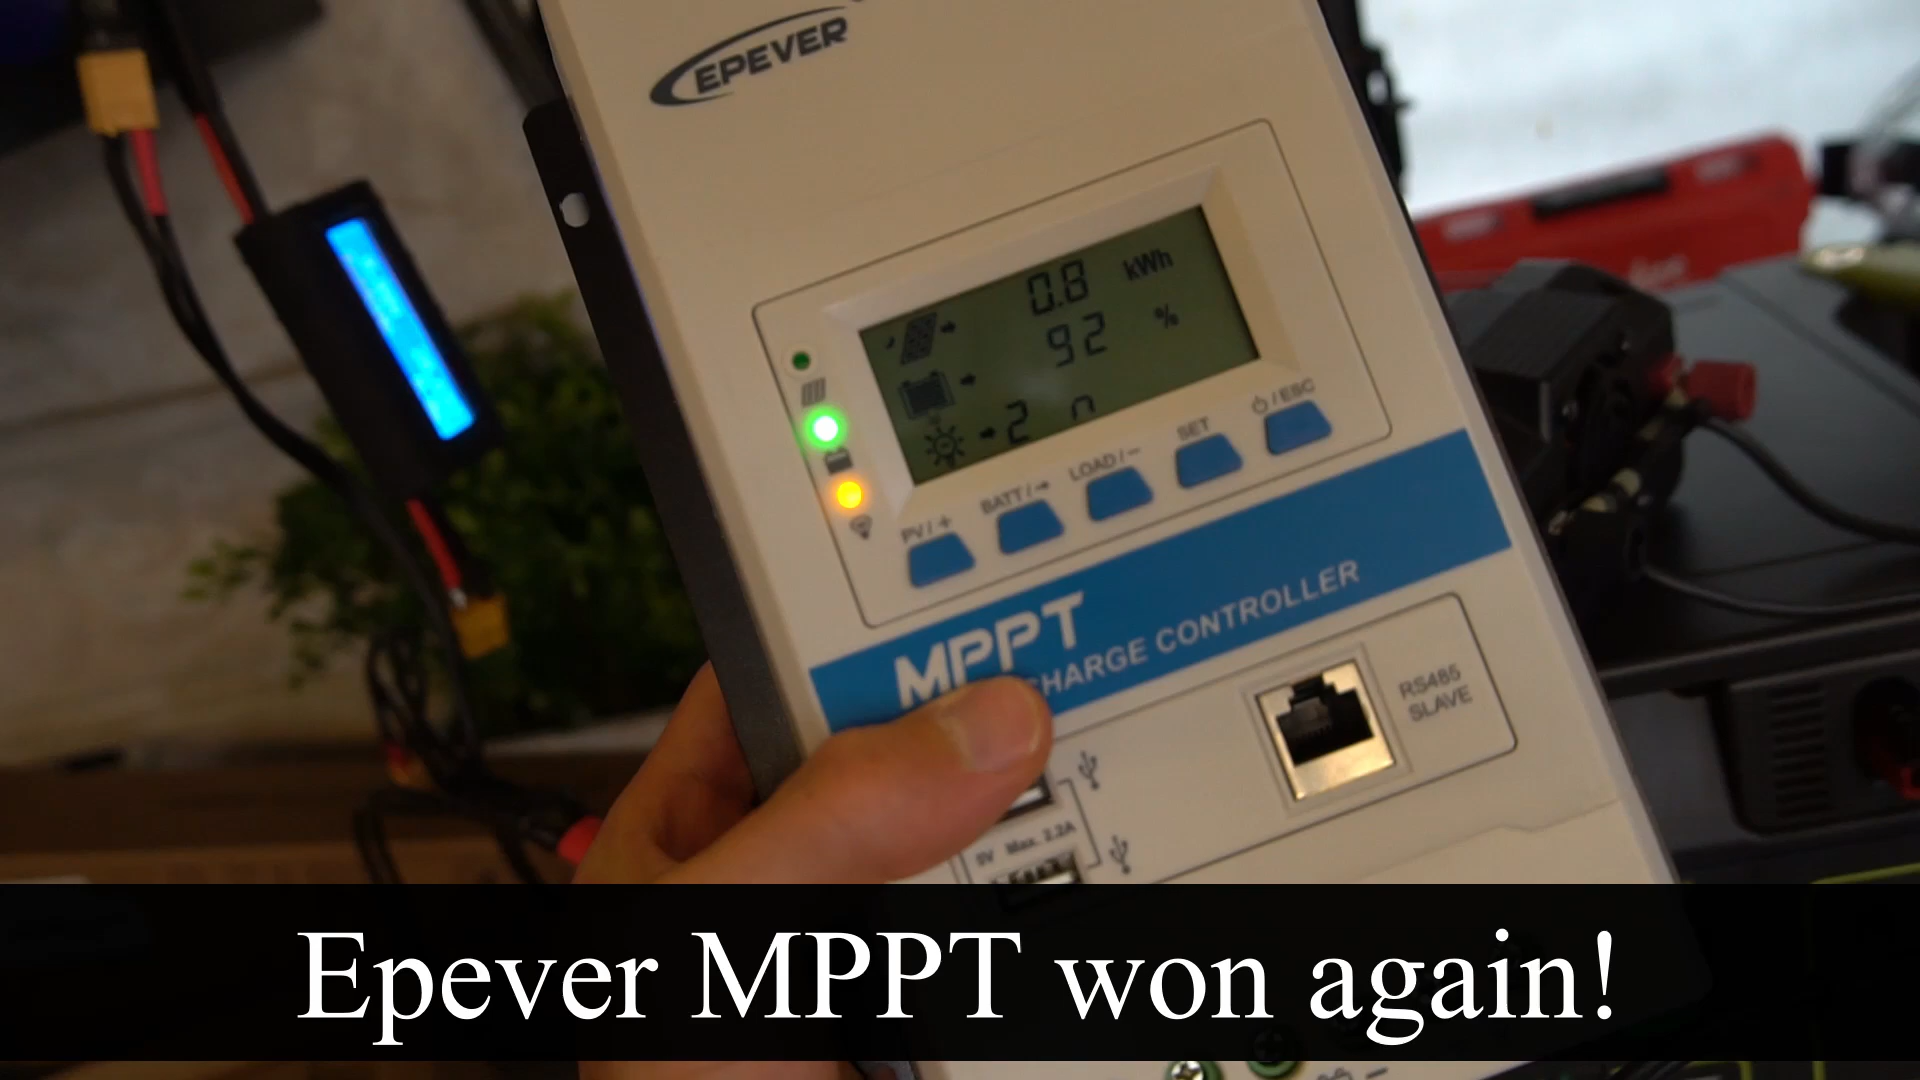 EPEVER
0.8 kWh
92 %
2 n
PV / +
BATT / →
LOAD / −
SET
⏻ / ESC
MPPT
CHARGE CONTROLLER
RS485
SLAVE
5V Max. 2.2A
Epever MPPT won again!